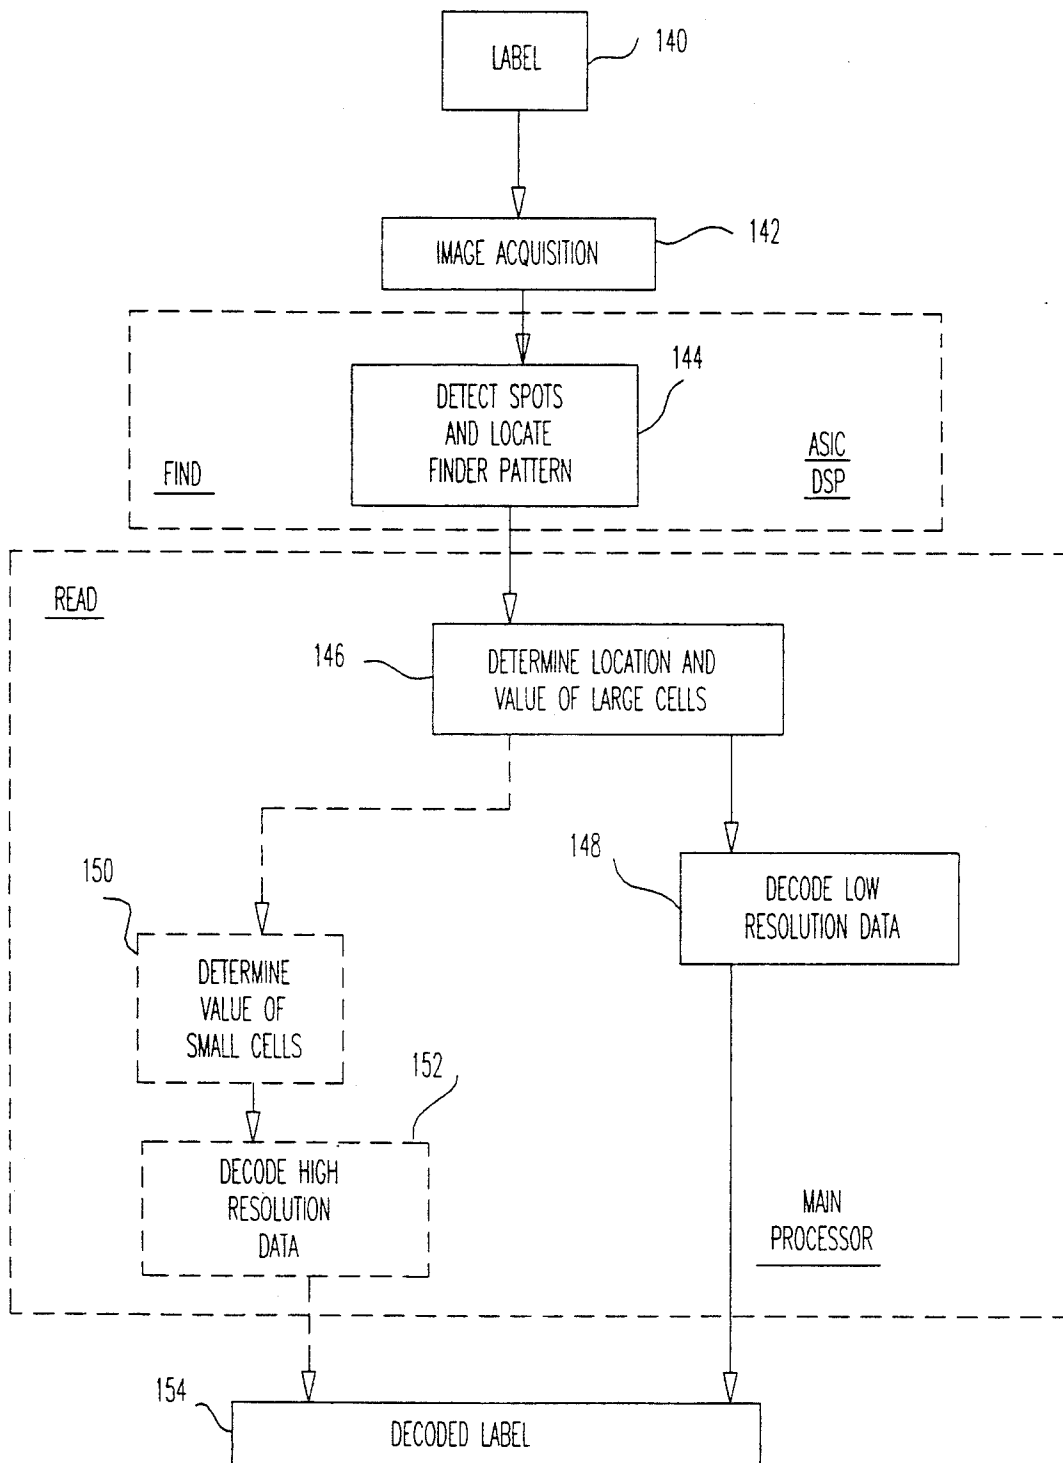 LABEL
140
IMAGE ACQUISITION
142
144
DETECT SPOTS
AND LOCATE
FINDER PATTERN
FIND
ASIC
DSP
READ
146
DETERMINE LOCATION AND
VALUE OF LARGE CELLS
148
DECODE LOW
RESOLUTION DATA
150
DETERMINE
VALUE OF
SMALL CELLS
152
DECODE HIGH
RESOLUTION
DATA
MAIN
PROCESSOR
154
DECODED LABEL